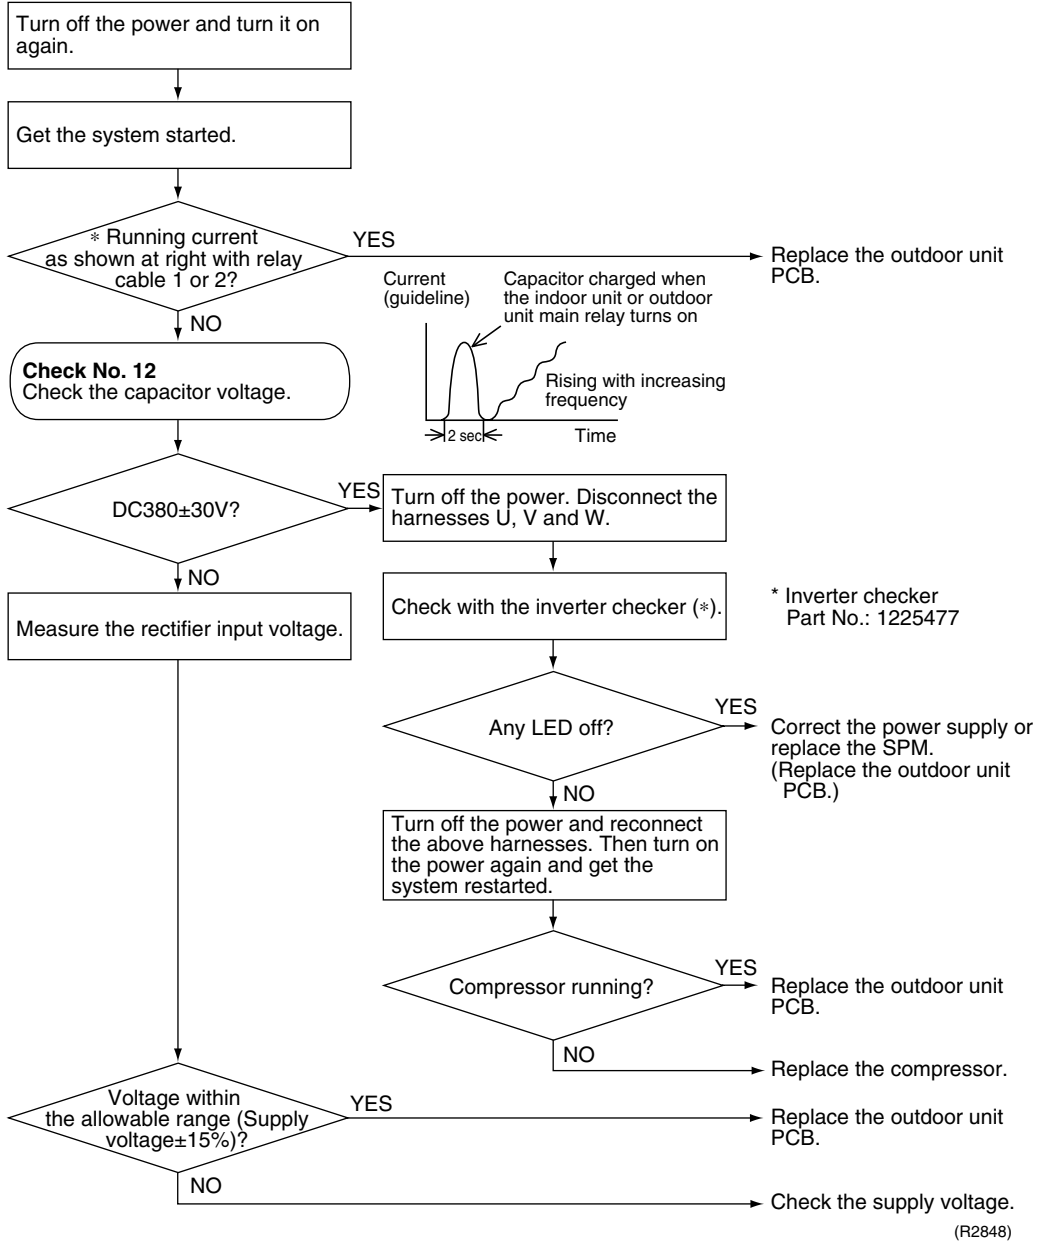 Turn off the power and turn it on
again.
Get the system started.
* Running current
as shown at right with relay
cable 1 or 2?
YES
Replace the outdoor unit
PCB.
NO
Current
(guideline)
Capacitor charged when
the indoor unit or outdoor
unit main relay turns on
Rising with increasing
frequency
2 sec
Time
Check No. 12
Check the capacitor voltage.
DC380±30V?
YES
Turn off the power. Disconnect the
harnesses U, V and W.
NO
Measure the rectifier input voltage.
Check with the inverter checker (*).
* Inverter checker
Part No.: 1225477
Any LED off?
YES
Correct the power supply or
replace the SPM.
(Replace the outdoor unit
PCB.)
NO
Turn off the power and reconnect
the above harnesses. Then turn on
the power again and get the
system restarted.
Compressor running?
YES
Replace the outdoor unit
PCB.
NO
Replace the compressor.
Voltage within
the allowable range (Supply
voltage±15%)?
YES
Replace the outdoor unit
PCB.
NO
Check the supply voltage.
(R2848)